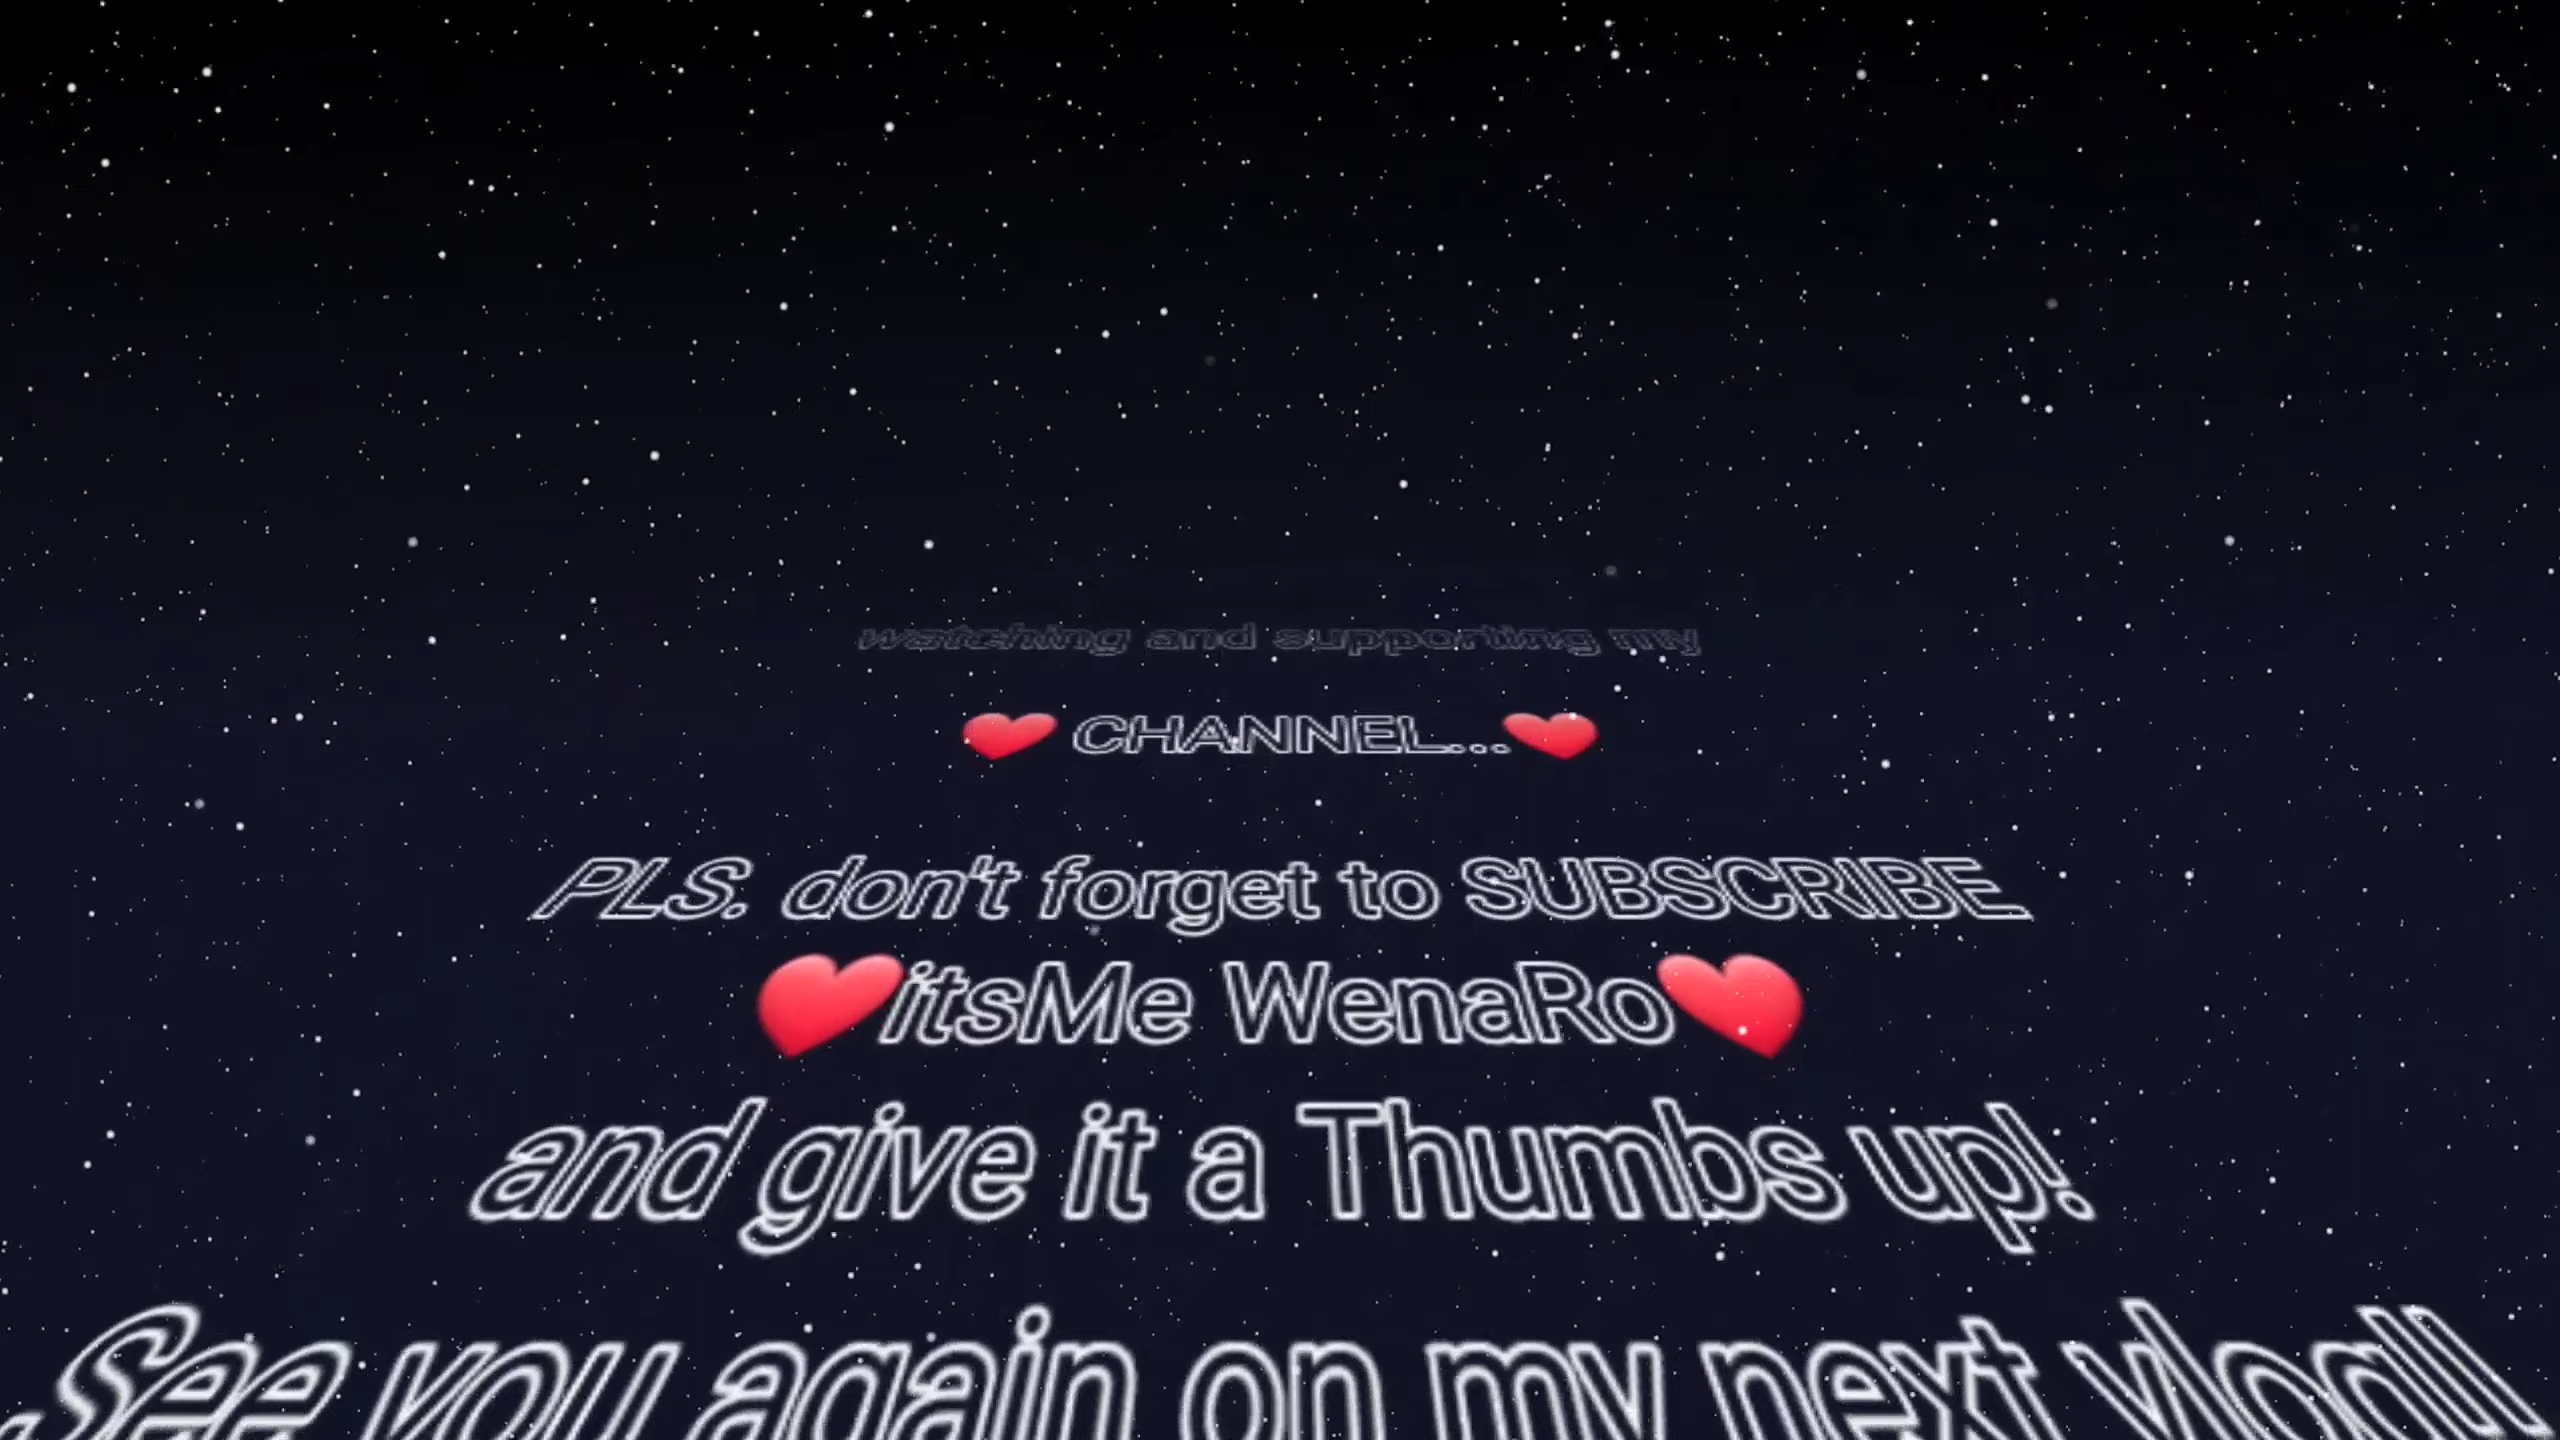 watching and supporting my
❤️ CHANNEL...❤️
PLS. don't forget to SUBSCRIBE
❤️itsMe WenaRo❤️
and give it a Thumbs up!
See you again on my next vlog!!